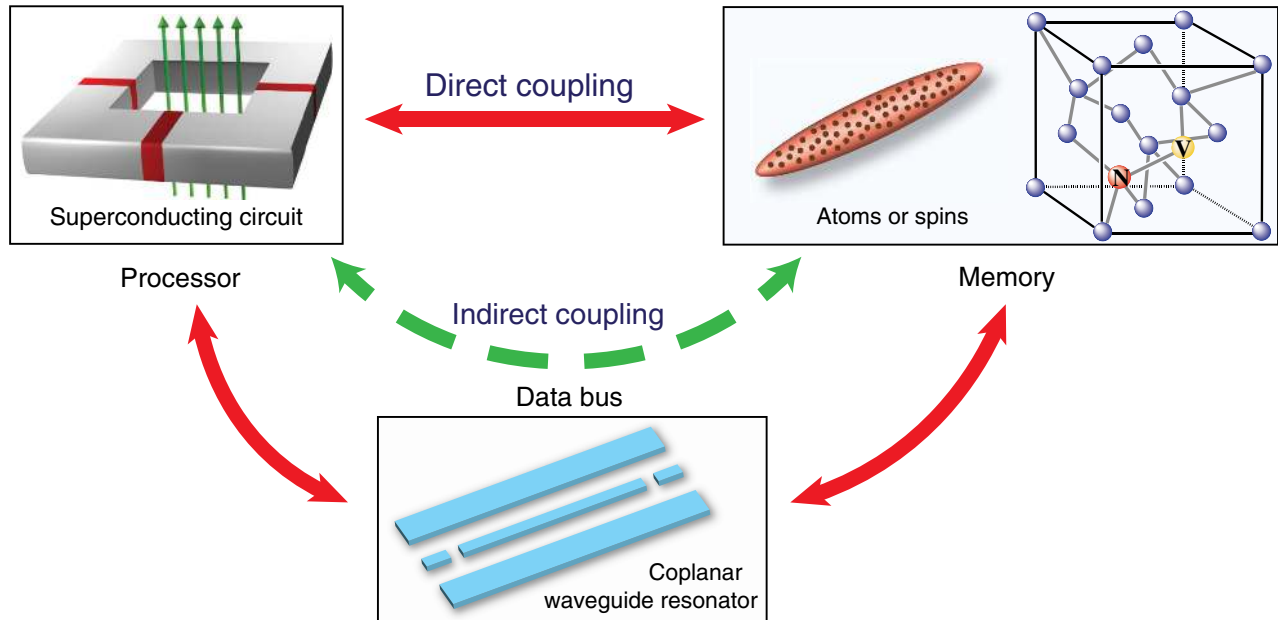 Direct coupling
V
N
Superconducting circuit
Atoms or spins
Processor
Memory
Indirect coupling
Data bus
Coplanar
waveguide resonator